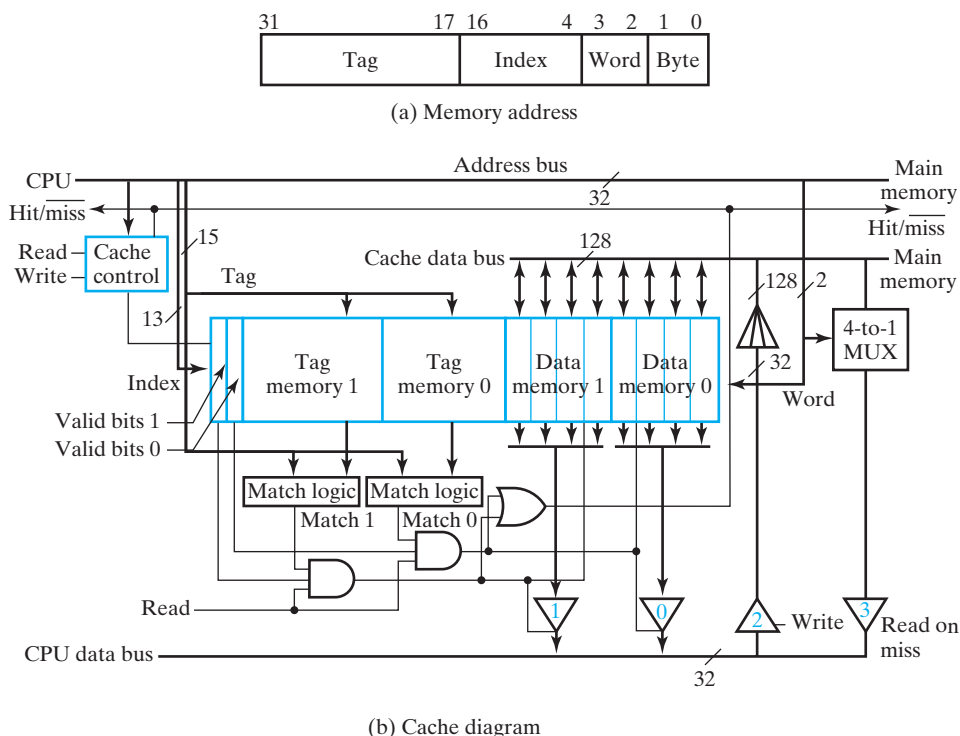 31 17 16 4 3 2 1 0
Tag Index Word Byte
(a) Memory address
Address bus
CPU
Main
memory
32
Hit/miss
Hit/miss
15
Read
Write
Cache
control
Cache data bus
128
Main
memory
Tag
128
2
13
4-to-1
MUX
Tag
memory 1
Tag
memory 0
Data
memory 1
Data
memory 0
32
Index
Word
Valid bits 1
Valid bits 0
Match logic
Match logic
Match 1
Match 0
Read
1
0
2
3
Write
Read on
miss
CPU data bus
32
(b) Cache diagram